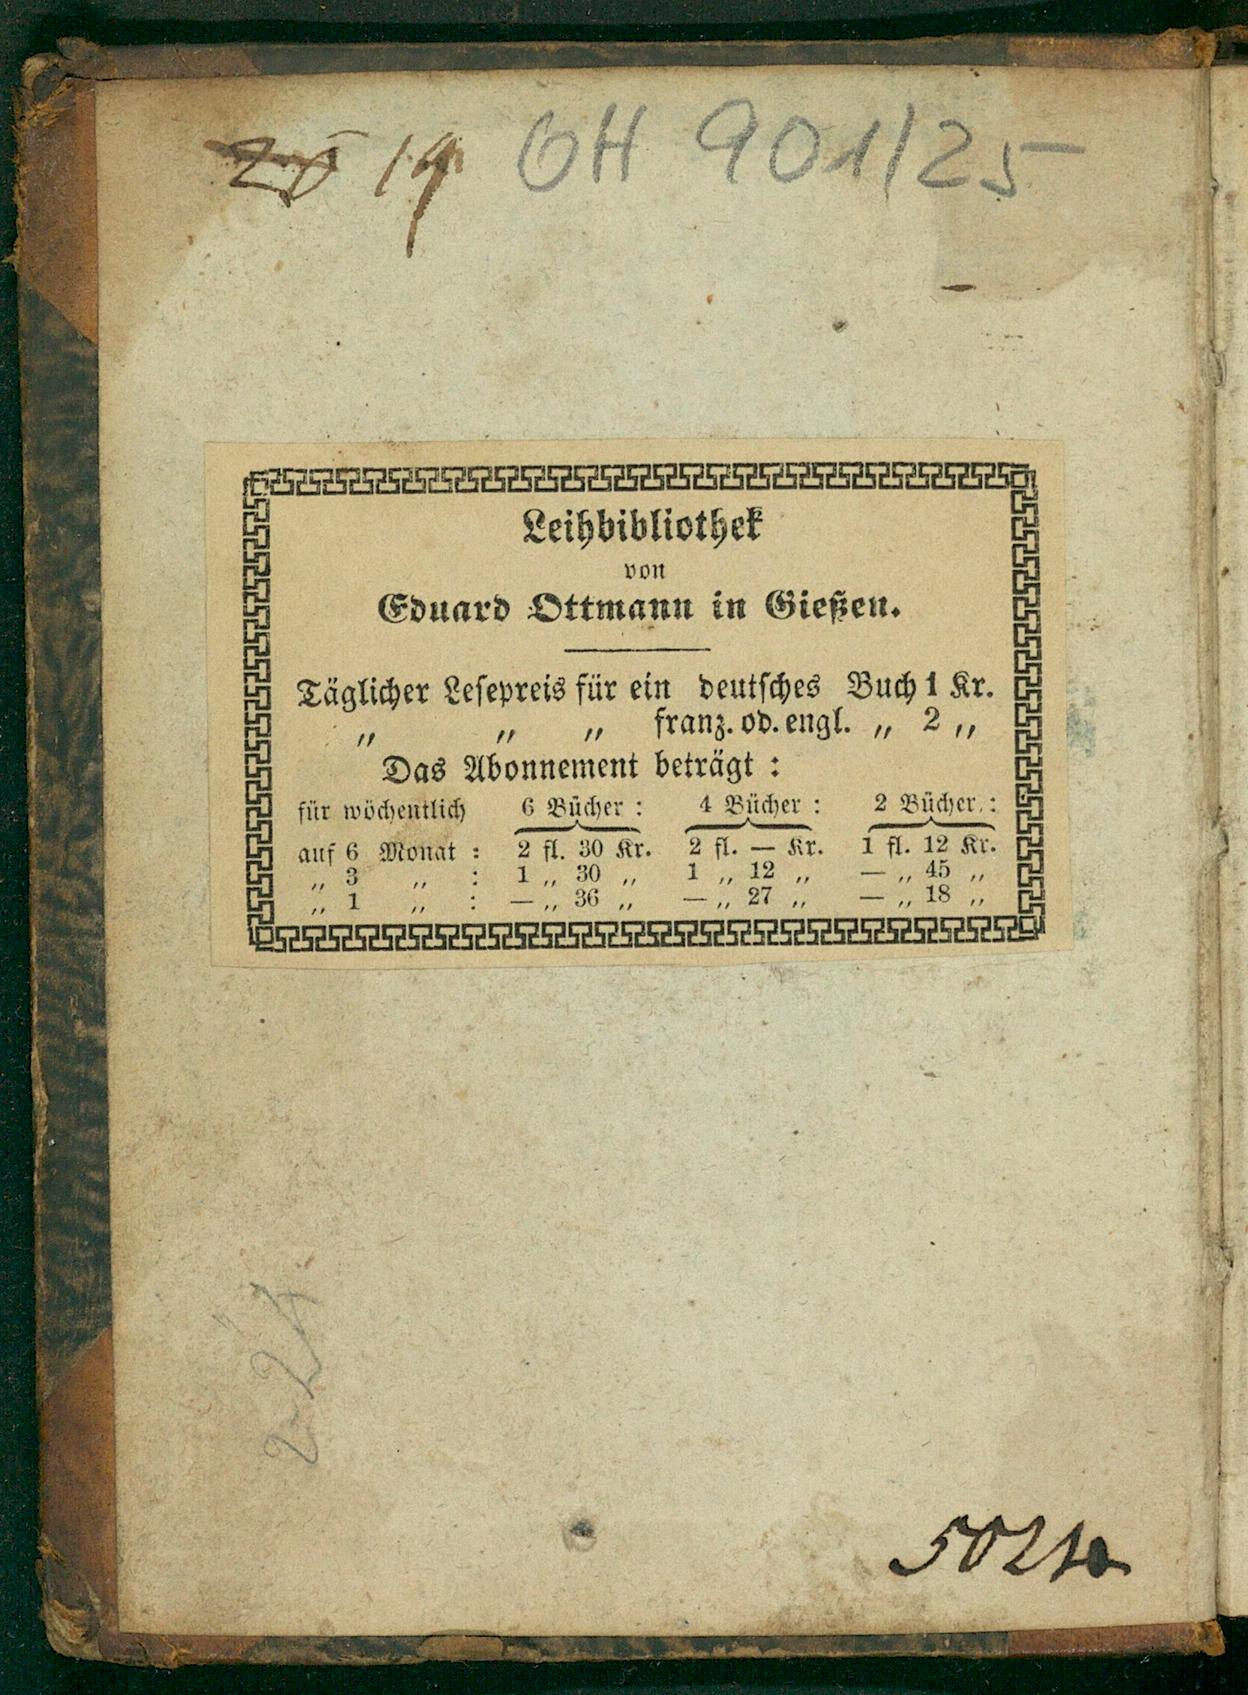 19 GH 901/25
Leihbibliothek
von
Eduard Ottmann in Gießen.
Täglicher Lesepreis für ein deutsches Buch 1 Kr.
„ „ „ franz. od. engl. „ 2 „
Das Abonnement beträgt :
für wöchentlich 6 Bücher : 4 Bücher : 2 Bücher :
auf 6 Monat : 2 fl. 30 Kr. 2 fl. — Kr. 1 fl. 12 Kr.
„ 3 „ : 1 „ 30 „ 1 „ 12 „ — „ 45 „
„ 1 „ : — „ 36 „ — „ 27 „ — „ 18 „